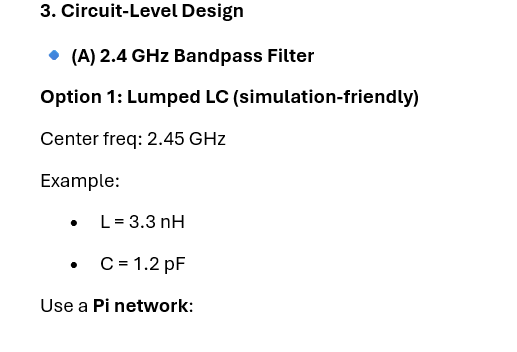 3. Circuit-Level Design
(A) 2.4 GHz Bandpass Filter
Option 1: Lumped LC (simulation-friendly)
Center freq: 2.45 GHz
Example:
• L = 3.3 nH
• C = 1.2 pF
Use a Pi network: